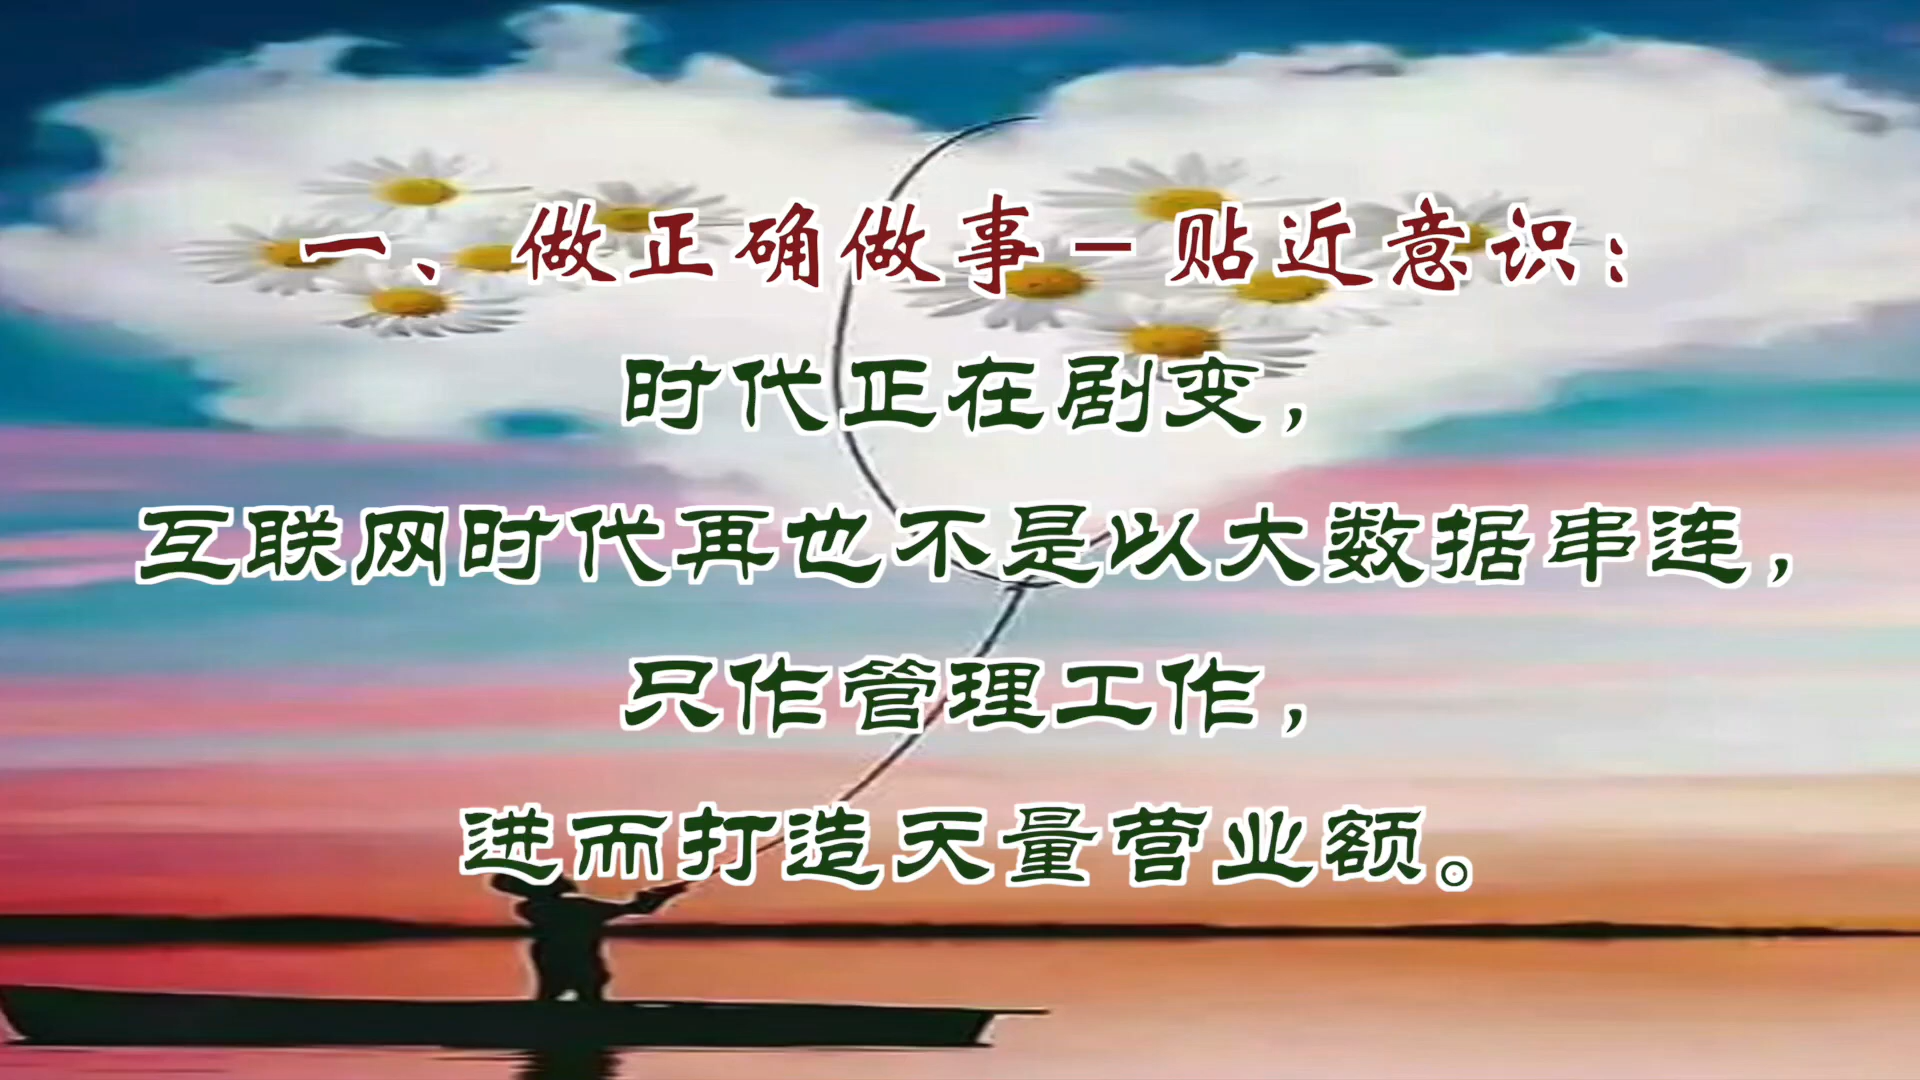 一、做正确做事－贴近意识：
时代正在剧变，
互联网时代再也不是以大数据串连，
只作管理工作，
进而打造天量营业额。